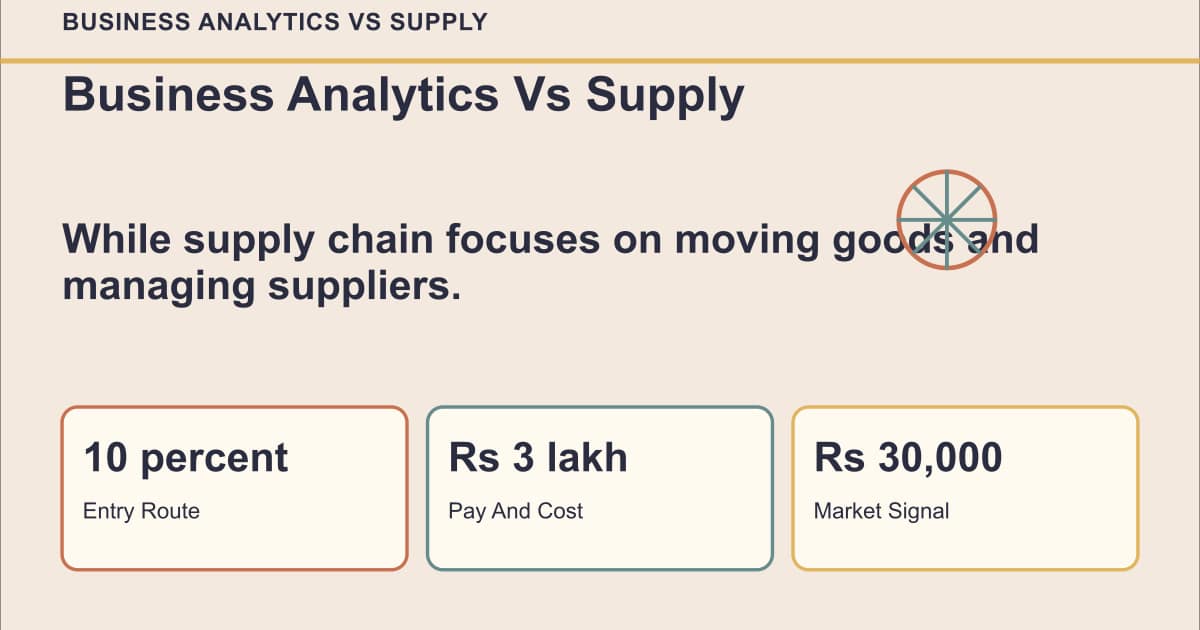 BUSINESS ANALYTICS VS SUPPLY
Business Analytics Vs Supply
While supply chain focuses on moving goods and
managing suppliers.
10 percent
Entry Route
Rs 3 lakh
Pay And Cost
Rs 30,000
Market Signal